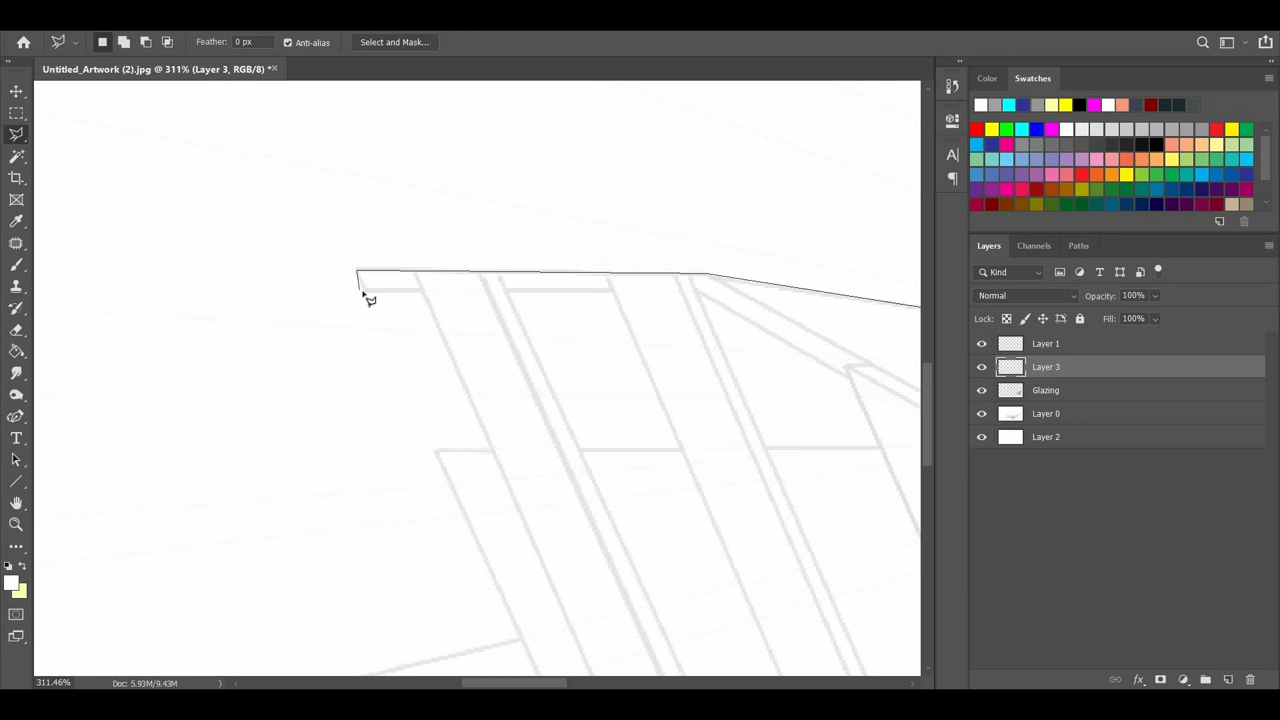 Feather: 0 px Anti-alias Select and Mask...
Untitled_Artwork (2).jpg @ 311% (Layer 3, RGB/8) *
Color Swatches
Layers Channels Paths
Kind
Normal Opacity: 100%
Lock: Fill: 100%
Layer 1
Layer 3
Glazing
Layer 0
Layer 2
311.46% Doc: 5.93M/9.43M